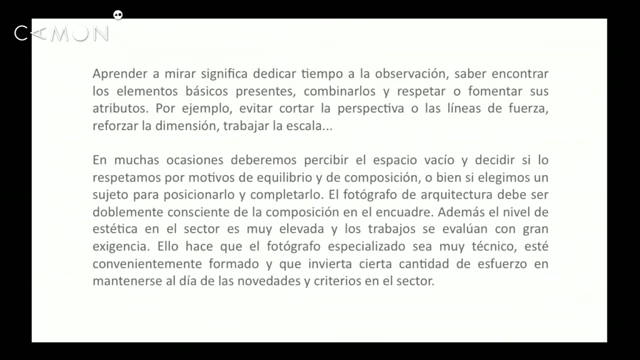 CAMON
Aprender a mirar significa dedicar tiempo a la observación, saber encontrar
los elementos básicos presentes, combinarlos y respetar o fomentar sus
atributos. Por ejemplo, evitar cortar la perspectiva o las líneas de fuerza,
reforzar la dimensión, trabajar la escala...
En muchas ocasiones deberemos percibir el espacio vacío y decidir si lo
respetamos por motivos de equilibrio y de composición, o bien si elegimos un
sujeto para posicionarlo y completarlo. El fotógrafo de arquitectura debe ser
doblemente consciente de la composición en el encuadre. Además el nivel de
estética en el sector es muy elevada y los trabajos se evalúan con gran
exigencia. Ello hace que el fotógrafo especializado sea muy técnico, esté
convenientemente formado y que invierta cierta cantidad de esfuerzo en
mantenerse al día de las novedades y criterios en el sector.